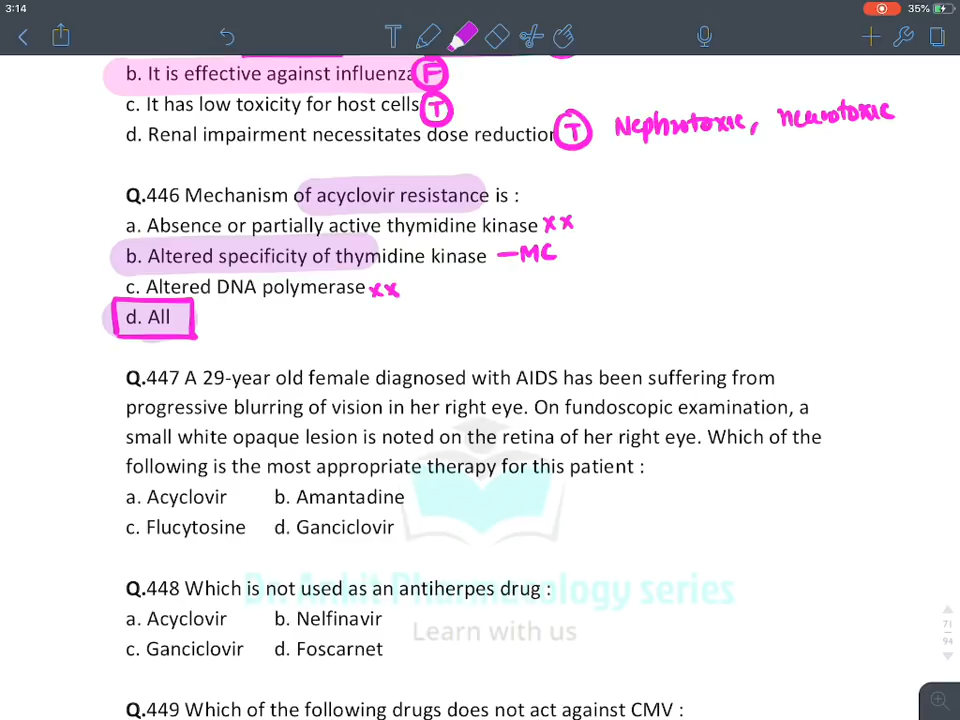 3:14
35%
b. It is effective against influenza F
c. It has low toxicity for host cells T
d. Renal impairment necessitates dose reduction T Nephrotoxic, neurotoxic
Q.446 Mechanism of acyclovir resistance is :
a. Absence or partially active thymidine kinase xx
b. Altered specificity of thymidine kinase — MC
c. Altered DNA polymerase xx
d. All
Q.447 A 29-year old female diagnosed with AIDS has been suffering from
progressive blurring of vision in her right eye. On fundoscopic examination, a
small white opaque lesion is noted on the retina of her right eye. Which of the
following is the most appropriate therapy for this patient :
a. Acyclovir b. Amantadine
c. Flucytosine d. Ganciclovir
Q.448 Which is not used as an antiherpes drug :
Dr. Ankit Pharmacology series
a. Acyclovir b. Nelfinavir
Learn with us
c. Ganciclovir d. Foscarnet
71
94
Q.449 Which of the following drugs does not act against CMV :